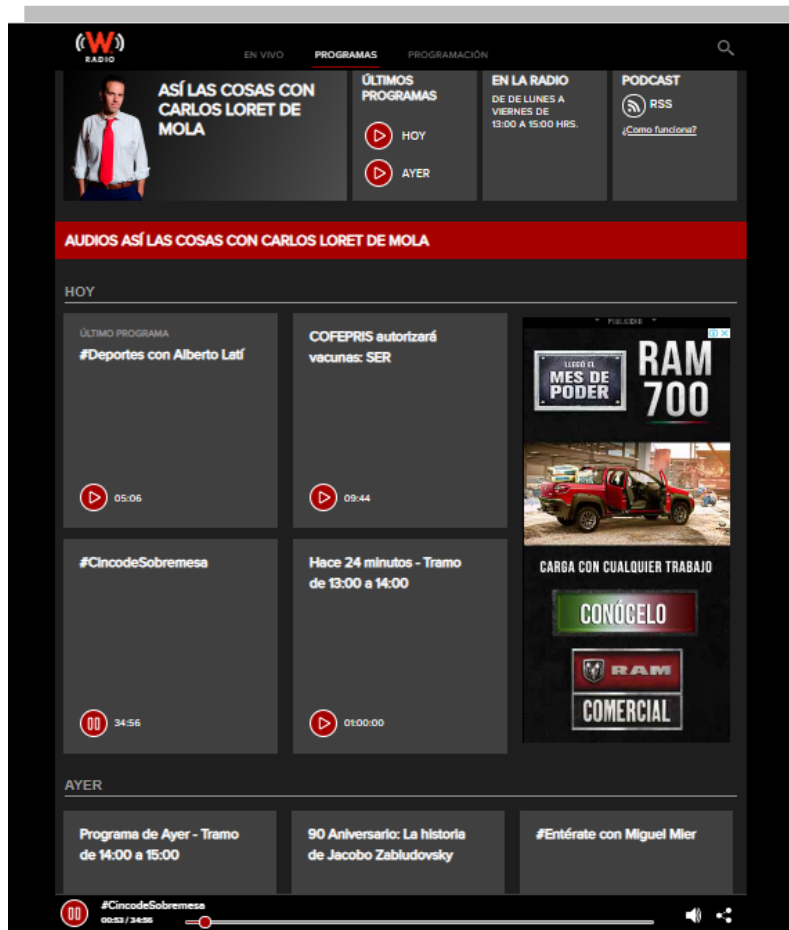 W
RADIO
EN VIVO
PROGRAMAS
PROGRAMACIÓN
ASÍ LAS COSAS CON
CARLOS LORET DE
MOLA
ÚLTIMOS
PROGRAMAS
HOY
AYER
EN LA RADIO
DE DE LUNES A
VIERNES DE
13:00 A 15:00 HRS.
PODCAST
RSS
¿Como funciona?
AUDIOS ASÍ LAS COSAS CON CARLOS LORET DE MOLA
HOY
ÚLTIMO PROGRAMA
#Deportes con Alberto Latí
05:06
COFEPRIS autorizará
vacunas: SER
09:44
PUBLICIDAD
LLEGÓ EL
MES DE
PODER
RAM
700
CARGA CON CUALQUIER TRABAJO
CONÓCELO
RAM
COMERCIAL
#CincodeSobremesa
34:56
Hace 24 minutos - Tramo
de 13:00 a 14:00
01:00:00
AYER
Programa de Ayer - Tramo
de 14:00 a 15:00
90 Aniversario: La historia
de Jacobo Zabludovsky
#Entérate con Miguel Mier
#CincodeSobremesa
00:53 / 34:56